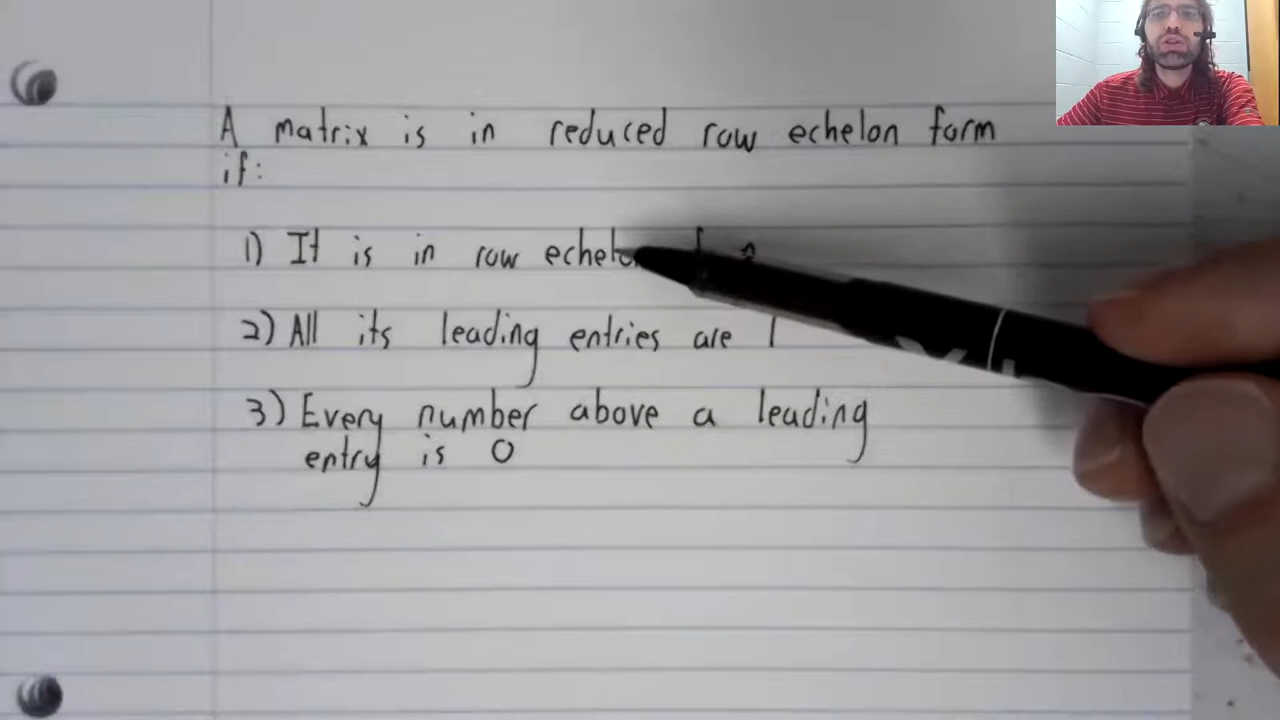 A matrix is in reduced row echelon form
if:
1) It is in row
2) All its leading entries are 1
3) Every number above a leading
entry is 0